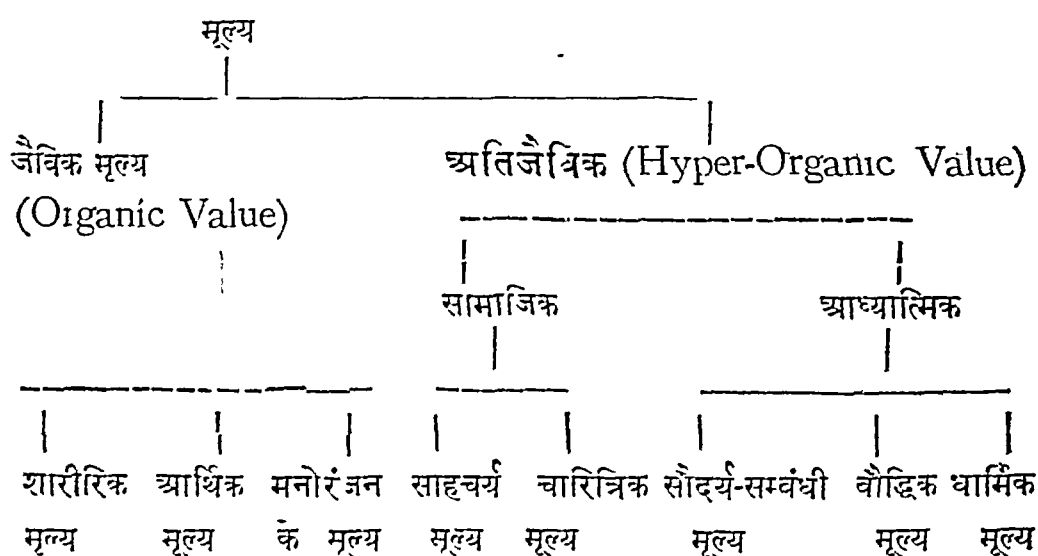 मूल्य
जैविक मूल्य अतिजैविक (Hyper-Organic Value)
(Organic Value)
सामाजिक आध्यात्मिक
शारीरिक आर्थिक मनोरंजन साहचर्य चारित्रिक सौदर्य-सम्वंधी वौद्धिक धार्मिक
मूल्य मूल्य के मूल्य मूल्य मूल्य मूल्य मूल्य मूल्य